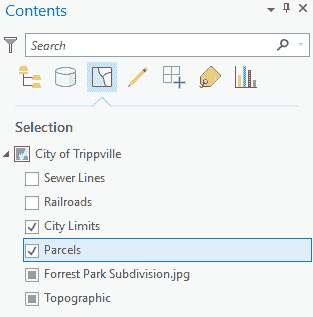 Contents
Search
Selection
City of Trippville
Sewer Lines
Railroads
City Limits
Parcels
Forrest Park Subdivision.jpg
Topographic